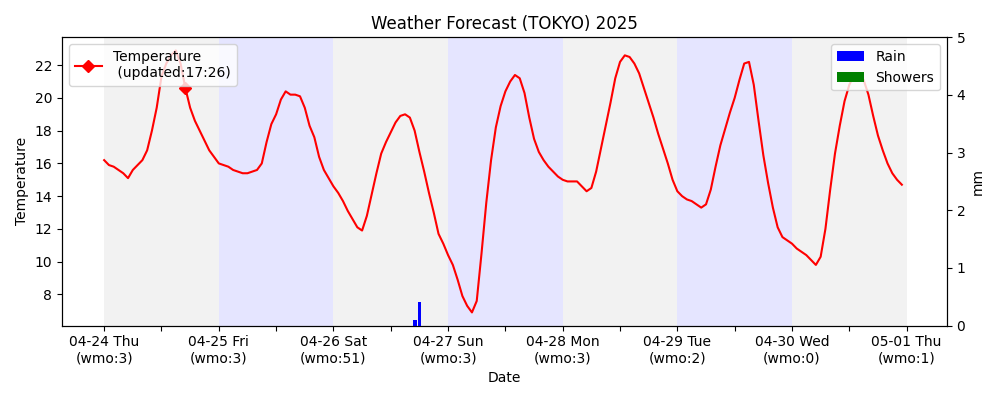 Weather Forecast (TOKYO) 2025
Temperature
(updated:17:26)
Rain
Showers
Temperature
22
20
18
16
14
12
10
8
5
4
3
2
1
0
mm
04-24 Thu
(wmo:3)
04-25 Fri
(wmo:3)
04-26 Sat
(wmo:51)
04-27 Sun
(wmo:3)
04-28 Mon
(wmo:3)
04-29 Tue
(wmo:2)
04-30 Wed
(wmo:0)
05-01 Thu
(wmo:1)
Date